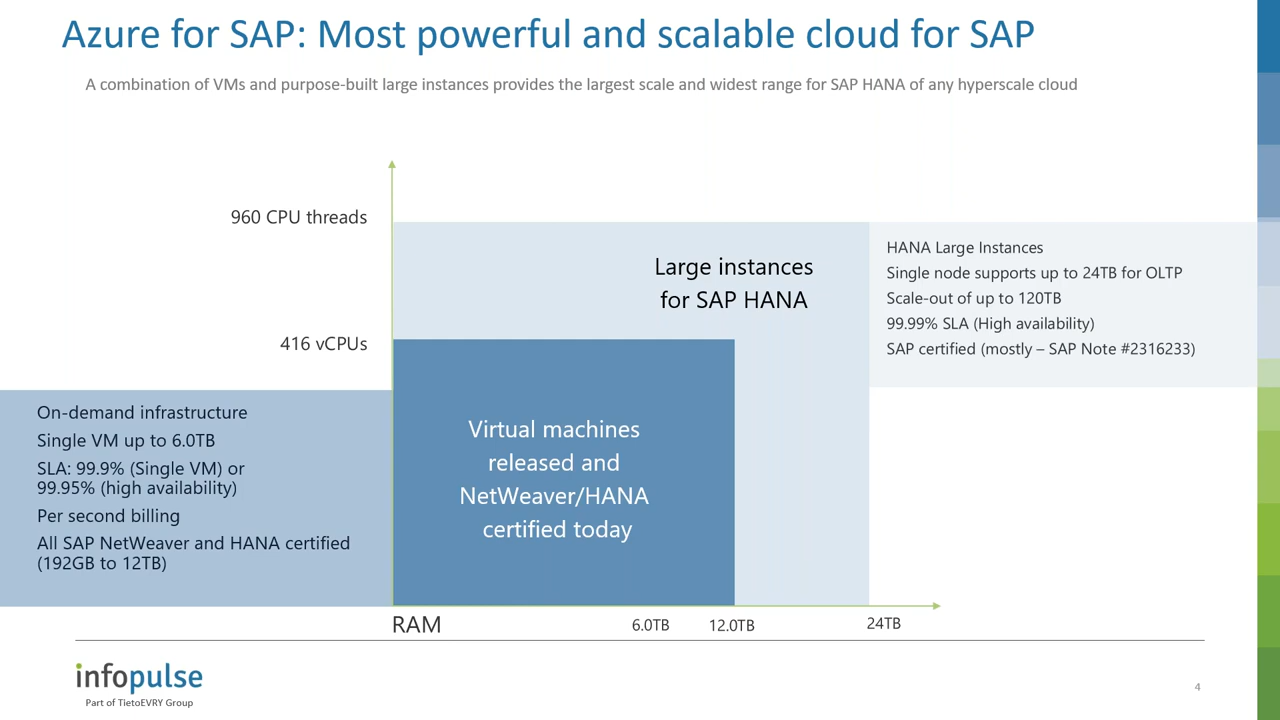 Azure for SAP: Most powerful and scalable cloud for SAP
A combination of VMs and purpose-built large instances provides the largest scale and widest range for SAP HANA of any hyperscale cloud
960 CPU threads
416 vCPUs
Large instances
for SAP HANA
HANA Large Instances
Single node supports up to 24TB for OLTP
Scale-out of up to 120TB
99.99% SLA (High availability)
SAP certified (mostly – SAP Note #2316233)
On-demand infrastructure
Single VM up to 6.0TB
SLA: 99.9% (Single VM) or
99.95% (high availability)
Per second billing
All SAP NetWeaver and HANA certified
(192GB to 12TB)
Virtual machines
released and
NetWeaver/HANA
certified today
RAM
6.0TB
12.0TB
24TB
infopulse
Part of TietoEVRY Group
4